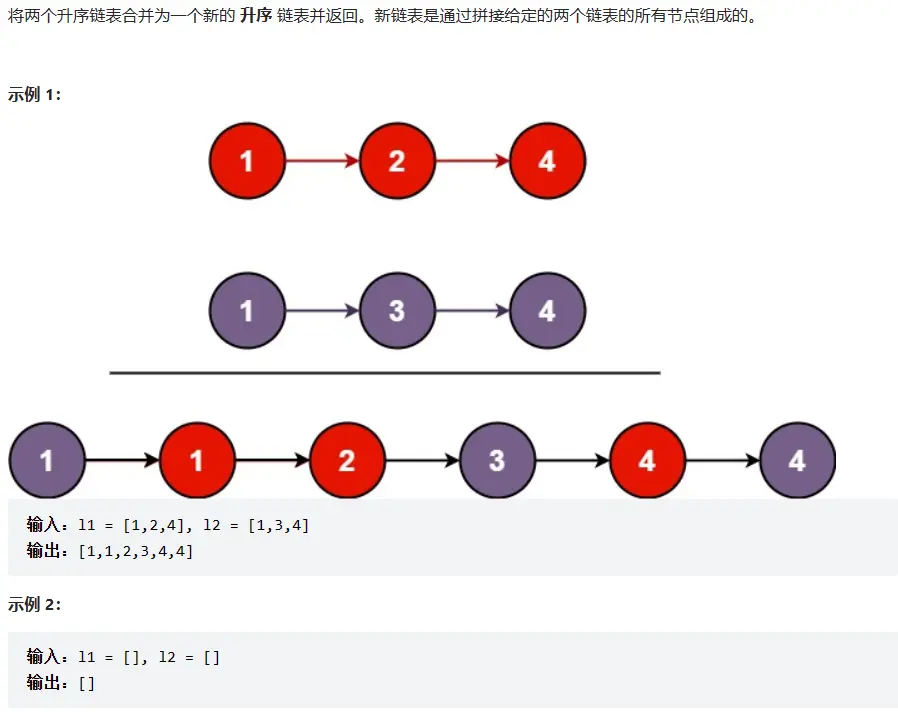 将两个升序链表合并为一个新的 升序 链表并返回。新链表是通过拼接给定的两个链表的所有节点组成的。
示例 1：
1 2 4
1 3 4
1 1 2 3 4 4
输入：l1 = [1,2,4], l2 = [1,3,4]
输出：[1,1,2,3,4,4]
示例 2：
输入：l1 = [], l2 = []
输出：[]